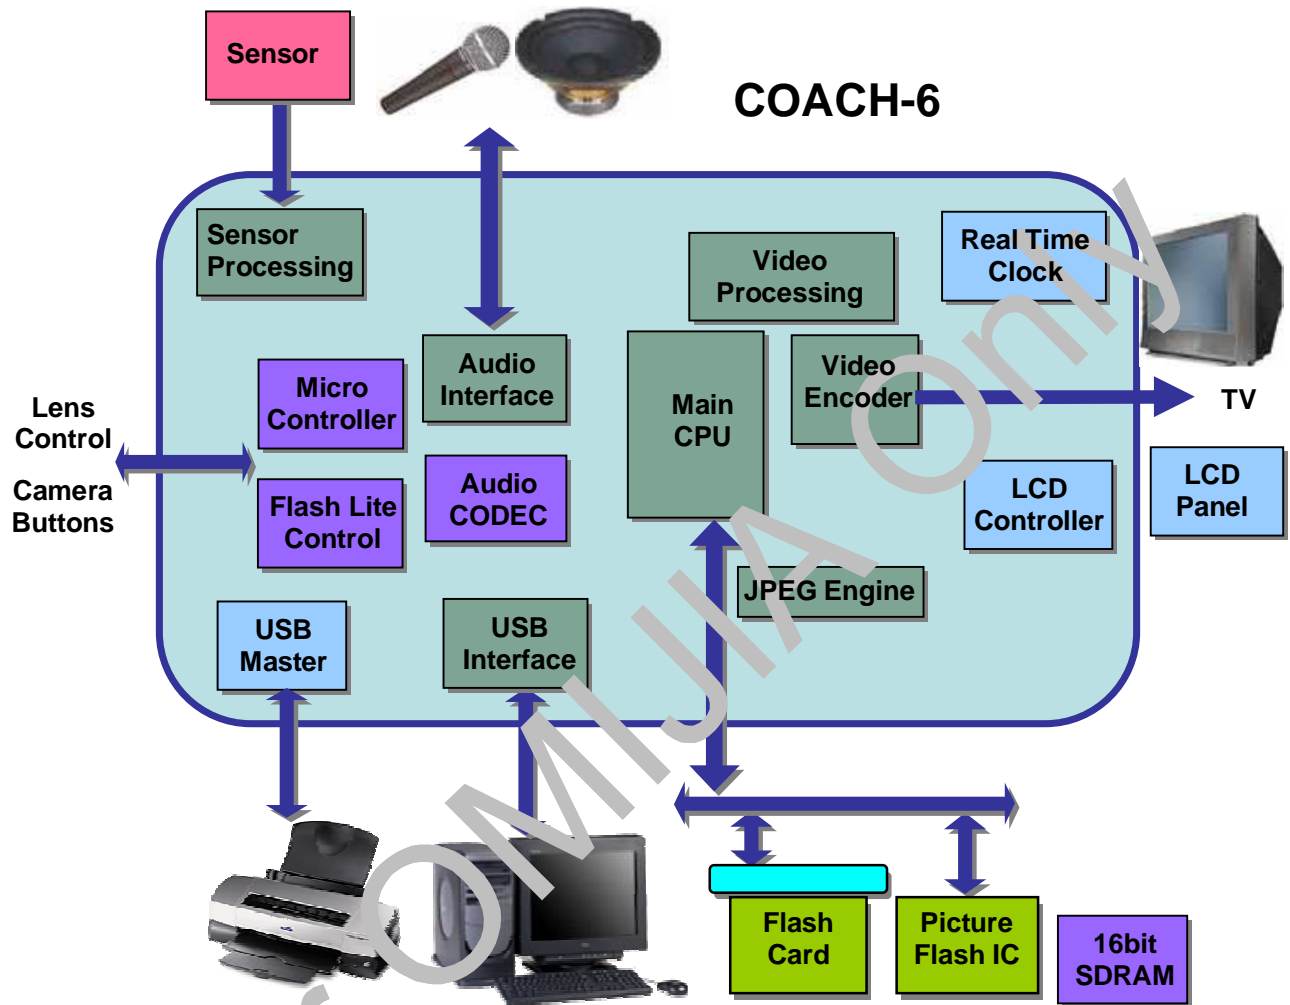 Sensor
COACH-6
Sensor
Processing
Video
Processing
Real Time
Clock
Audio
Interface
Micro
Controller
Main
CPU
Video
Encoder
TV
Lens
Control
Camera
Buttons
Flash Lite
Control
Audio
CODEC
LCD
Controller
LCD
Panel
JPEG Engine
USB
Master
USB
Interface
Flash
Card
Picture
Flash IC
16bit
SDRAM
OMIJIA Only